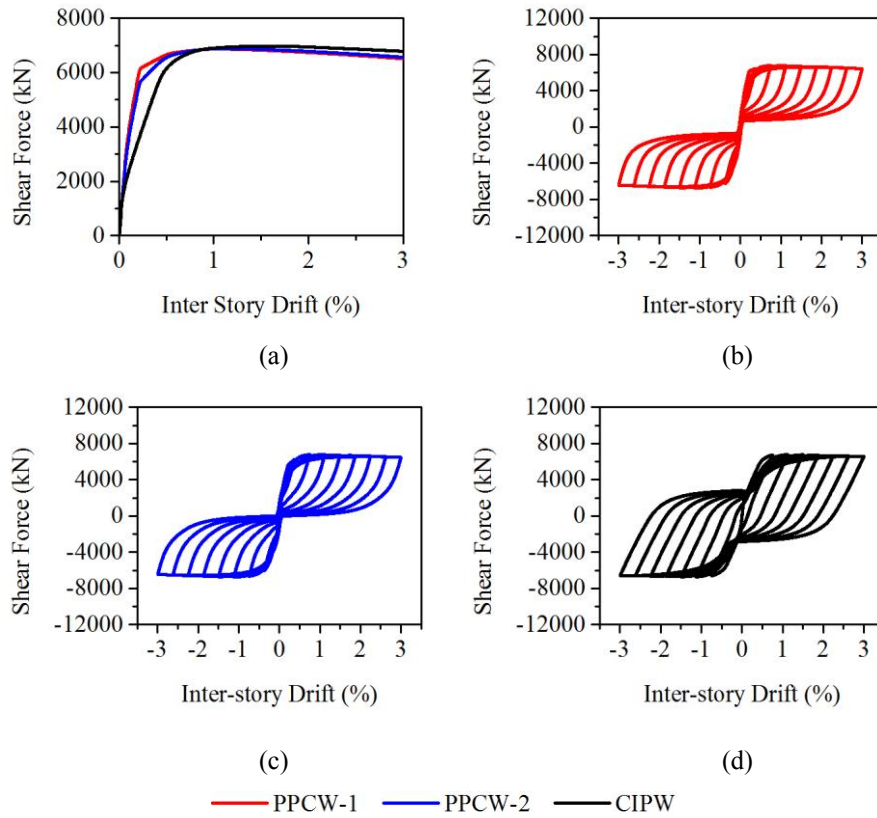 8000
6000
4000
2000
0
Shear Force (kN)
0 1 2 3
Inter Story Drift (%)
(a)
12000
8000
4000
0
-4000
-8000
-12000
Shear Force (kN)
-3 -2 -1 0 1 2 3
Inter-story Drift (%)
(b)
12000
8000
4000
0
-4000
-8000
-12000
Shear Force (kN)
-3 -2 -1 0 1 2 3
Inter-story Drift (%)
(c)
12000
8000
4000
0
-4000
-8000
-12000
Shear Force (kN)
-3 -2 -1 0 1 2 3
Inter-story Drift (%)
(d)
PPCW-1 PPCW-2 CIPW